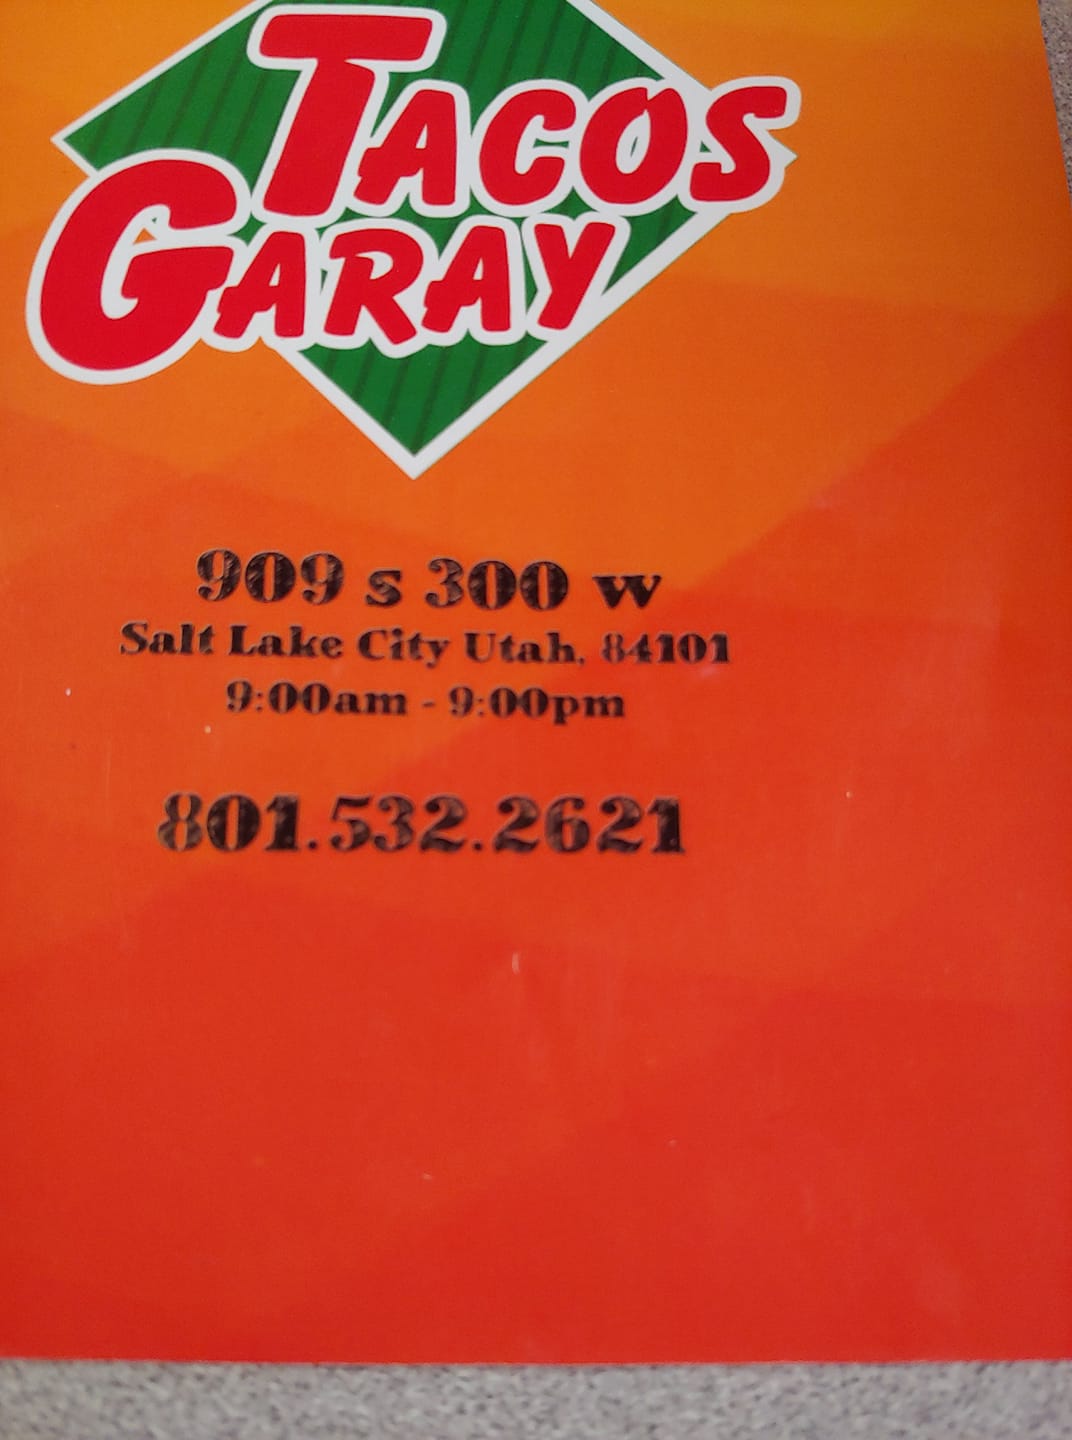 TACOS
GARAY
909 s 300 w
Salt Lake City Utah, 84101
9:00am - 9:00pm
801.532.2621